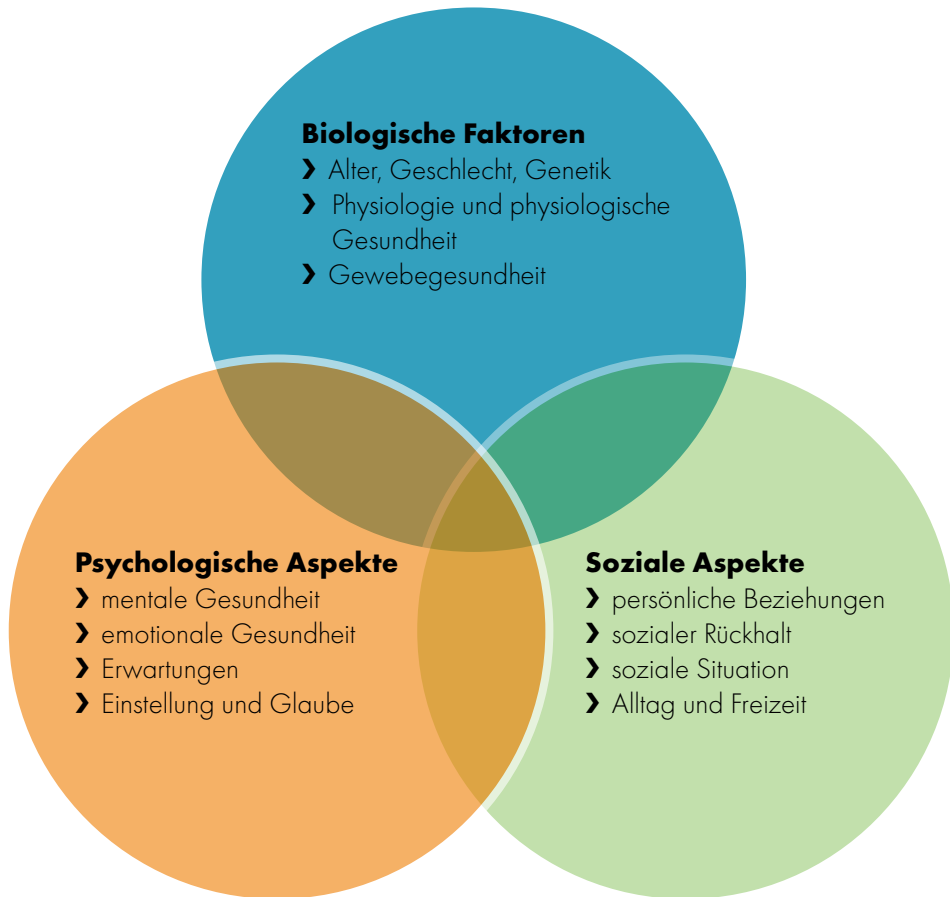 Biologische Faktoren
❯ Alter, Geschlecht, Genetik
❯ Physiologie und physiologische
Gesundheit
❯ Gewebegesundheit
Psychologische Aspekte
❯ mentale Gesundheit
❯ emotionale Gesundheit
❯ Erwartungen
❯ Einstellung und Glaube
Soziale Aspekte
❯ persönliche Beziehungen
❯ sozialer Rückhalt
❯ soziale Situation
❯ Alltag und Freizeit